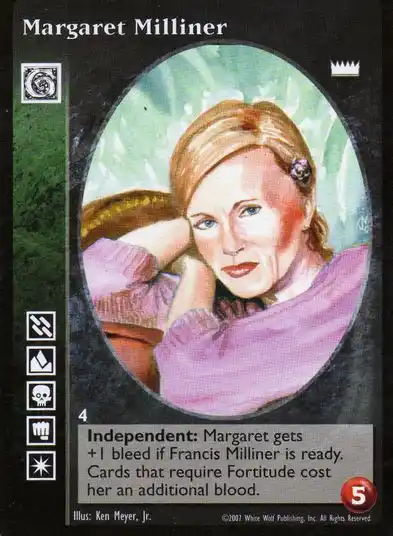 Margaret Milliner
4
Independent: Margaret gets
+1 bleed if Francis Milliner is ready.
Cards that require Fortitude cost
her an additional blood.
5
Illus: Ken Meyer, Jr.
©2007 White Wolf Publishing, Inc. All Rights Reserved.